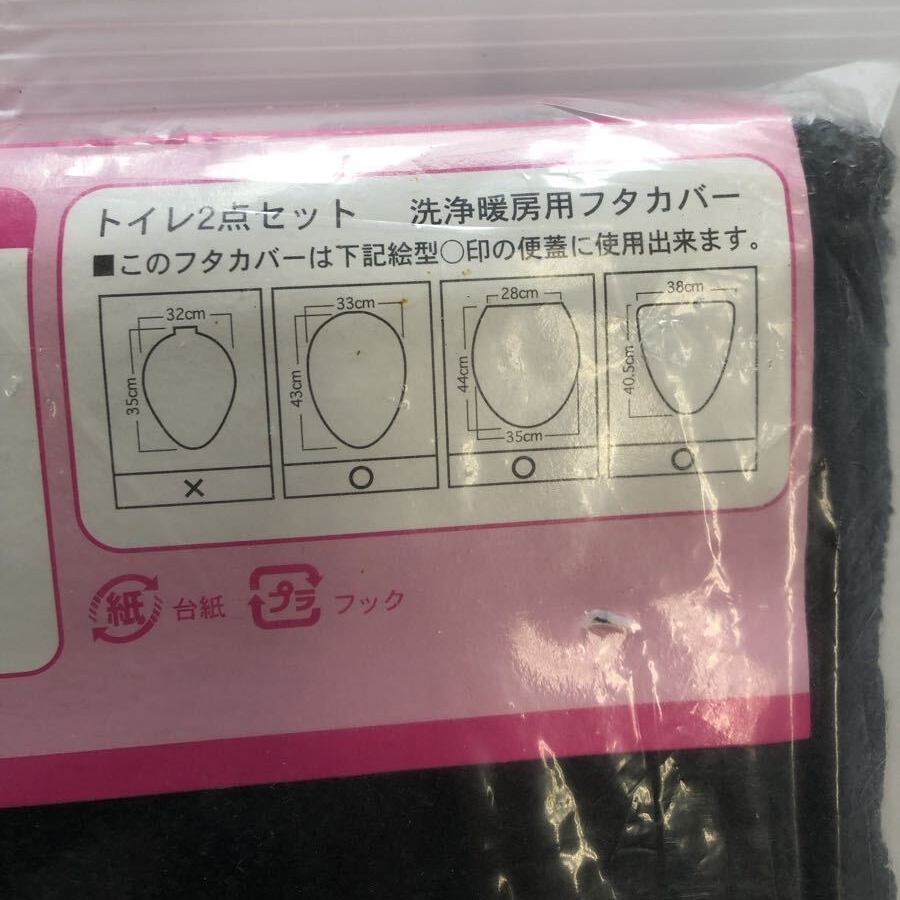 トイレ2点セット 洗浄暖房用フタカバー
■このフタカバーは下記絵型○印の便蓋に使用出来ます。
32cm
35cm
×
33cm
43cm
○
28cm
44cm
35cm
○
38cm
40.5cm
○
紙 台紙 プラ フック